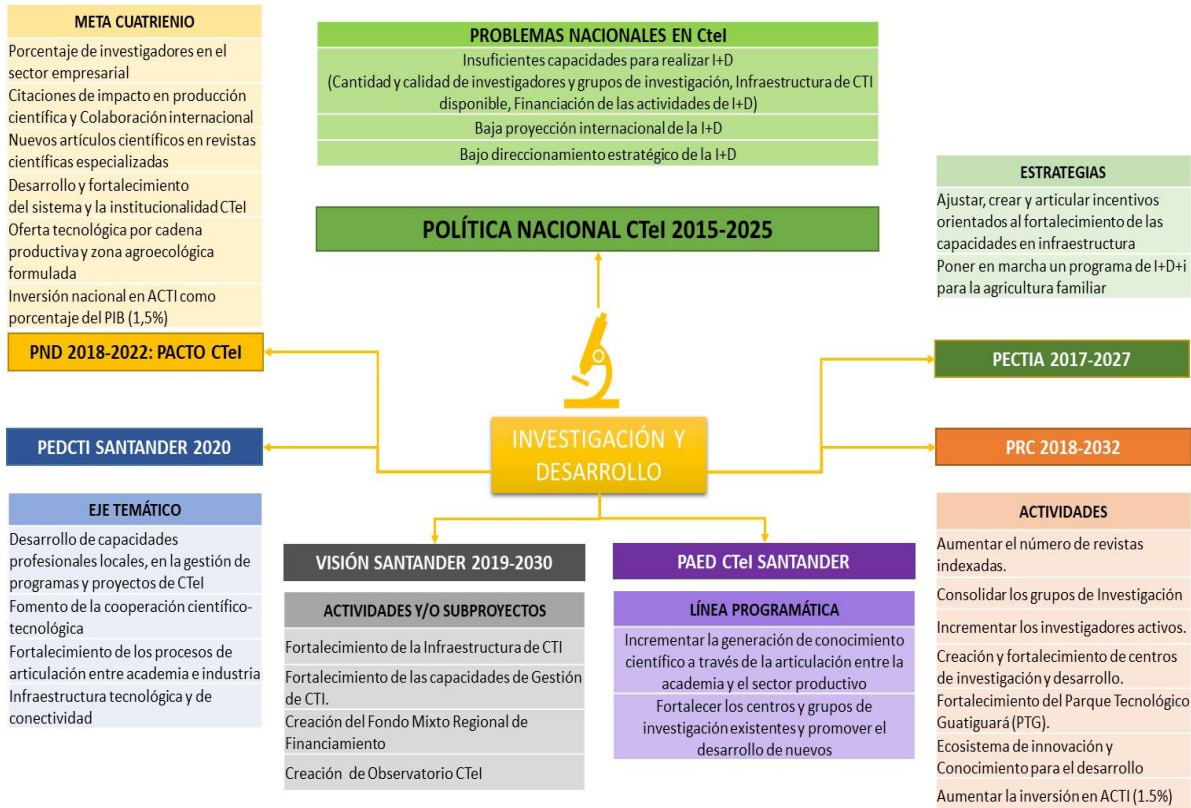 META CUATRIENIO
Porcentaje de investigadores en el
sector empresarial
Citaciones de impacto en producción
científica y Colaboración internacional
Nuevos artículos científicos en revistas
científicas especializadas
Desarrollo y fortalecimiento
del sistema y la institucionalidad CTeI
Oferta tecnológica por cadena
productiva y zona agroecológica
formulada
Inversión nacional en ACTI como
porcentaje del PIB (1,5%)
PND 2018-2022: PACTO CTeI
PROBLEMAS NACIONALES EN CteI
Insuficientes capacidades para realizar I+D
(Cantidad y calidad de investigadores y grupos de investigación, Infraestructura de CTI
disponible, Financiación de las actividades de I+D)
Baja proyección internacional de la I+D
Bajo direccionamiento estratégico de la I+D
POLÍTICA NACIONAL CTeI 2015-2025
ESTRATEGIAS
Ajustar, crear y articular incentivos
orientados al fortalecimiento de las
capacidades en infraestructura
Poner en marcha un programa de I+D+i
para la agricultura familiar
PECTIA 2017-2027
INVESTIGACIÓN Y
DESARROLLO
PEDCTI SANTANDER 2020
EJE TEMÁTICO
Desarrollo de capacidades
profesionales locales, en la gestión de
programas y proyectos de CTeI
Fomento de la cooperación científico-
tecnológica
Fortalecimiento de los procesos de
articulación entre academia e industria
Infraestructura tecnológica y de
conectividad
VISIÓN SANTANDER 2019-2030
ACTIVIDADES Y/O SUBPROYECTOS
Fortalecimiento de la Infraestructura de CTI
Fortalecimiento de las capacidades de Gestión
de CTI.
Creación del Fondo Mixto Regional de
Financiamiento
Creación de Observatorio CTeI
PAED CTeI SANTANDER
LÍNEA PROGRAMÁTICA
Incrementar la generación de conocimiento
científico a través de la articulación entre la
academia y el sector productivo
Fortalecer los centros y grupos de
investigación existentes y promover el
desarrollo de nuevos
PRC 2018-2032
ACTIVIDADES
Aumentar el número de revistas
indexadas.
Consolidar los grupos de Investigación
Incrementar los investigadores activos.
Creación y fortalecimiento de centros
de investigación y desarrollo.
Fortalecimiento del Parque Tecnológico
Guatiguará (PTG).
Ecosistema de innovación y
Conocimiento para el desarrollo
Aumentar la inversión en ACTI (1.5%)